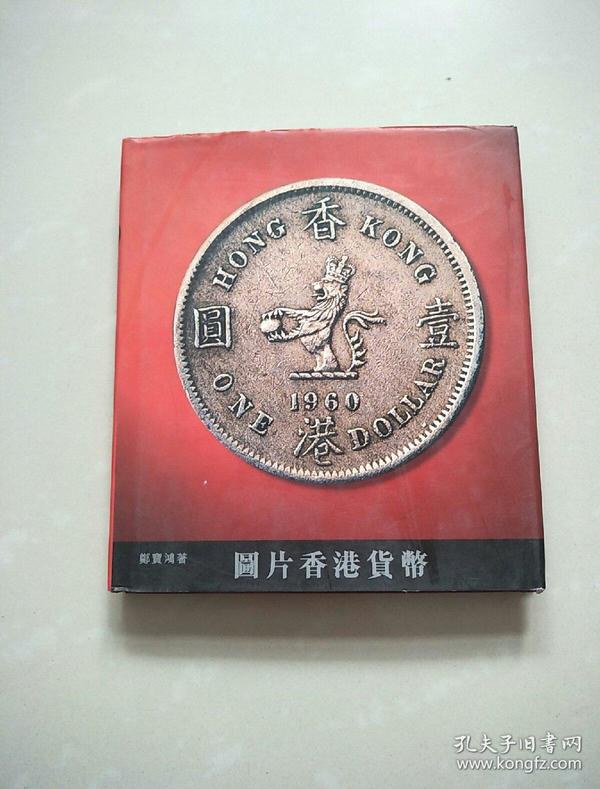 HONG 香 KONG
圓 壹
ONE 港 DOLLAR
1960
鄭寶鴻著
圖片香港貨幣
孔夫子旧书网
www.kongfz.com